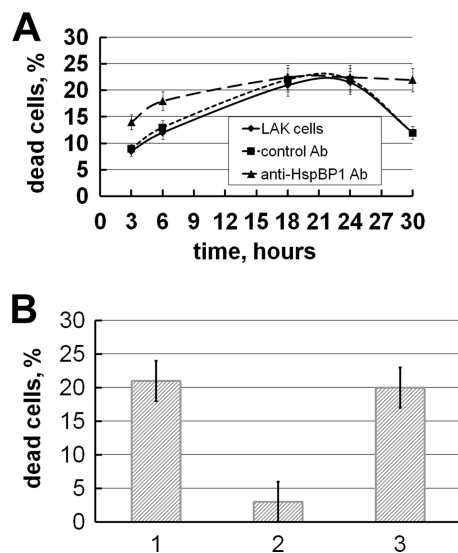 A
dead cells, %
30
25
20
15
10
5
0
0 3 6 9 12 15 18 21 24 27 30
LAK cells
control Ab
anti-HspBP1 Ab
time, hours
B
dead cells, %
30
25
20
15
10
5
0
1 2 3